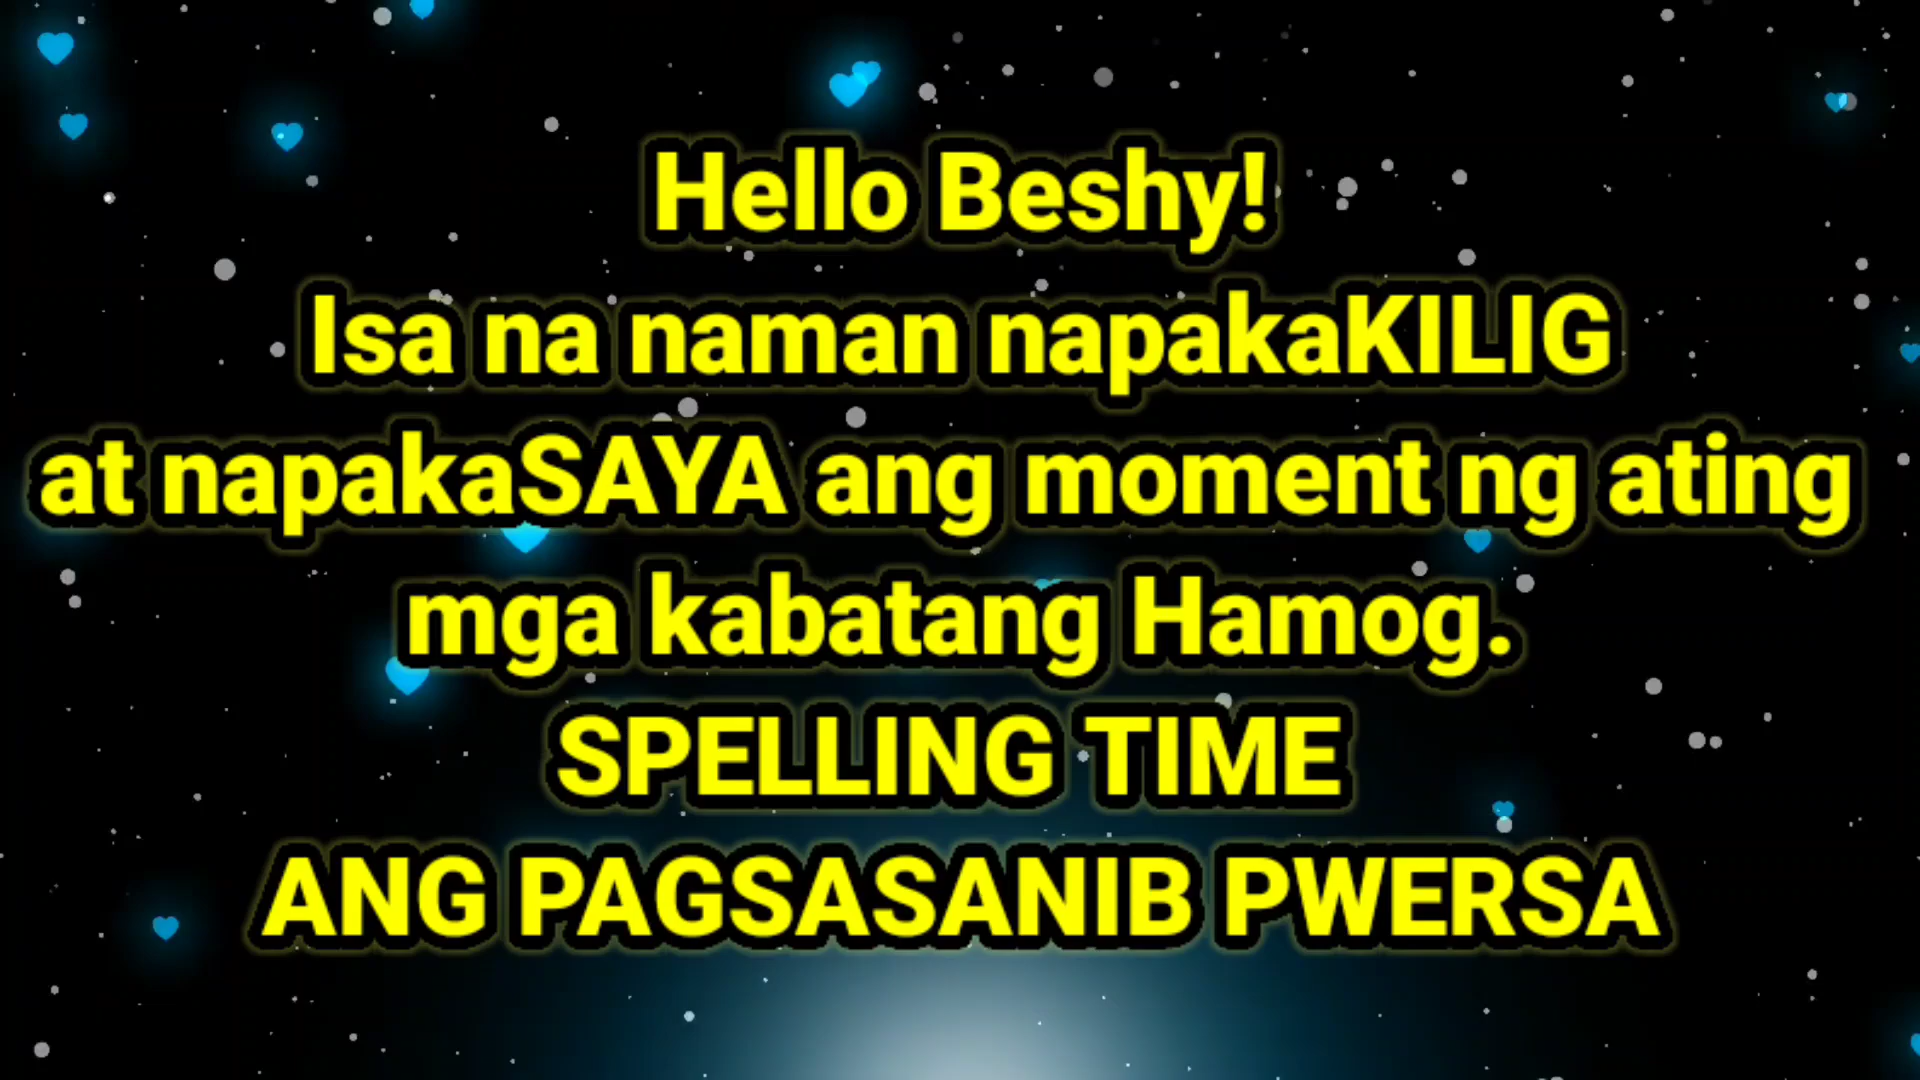 Hello Beshy!
Isa na naman napakaKILIG
at napakaSAYA ang moment ng ating
mga kabatang Hamog.
SPELLING TIME
ANG PAGSASANIB PWERSA